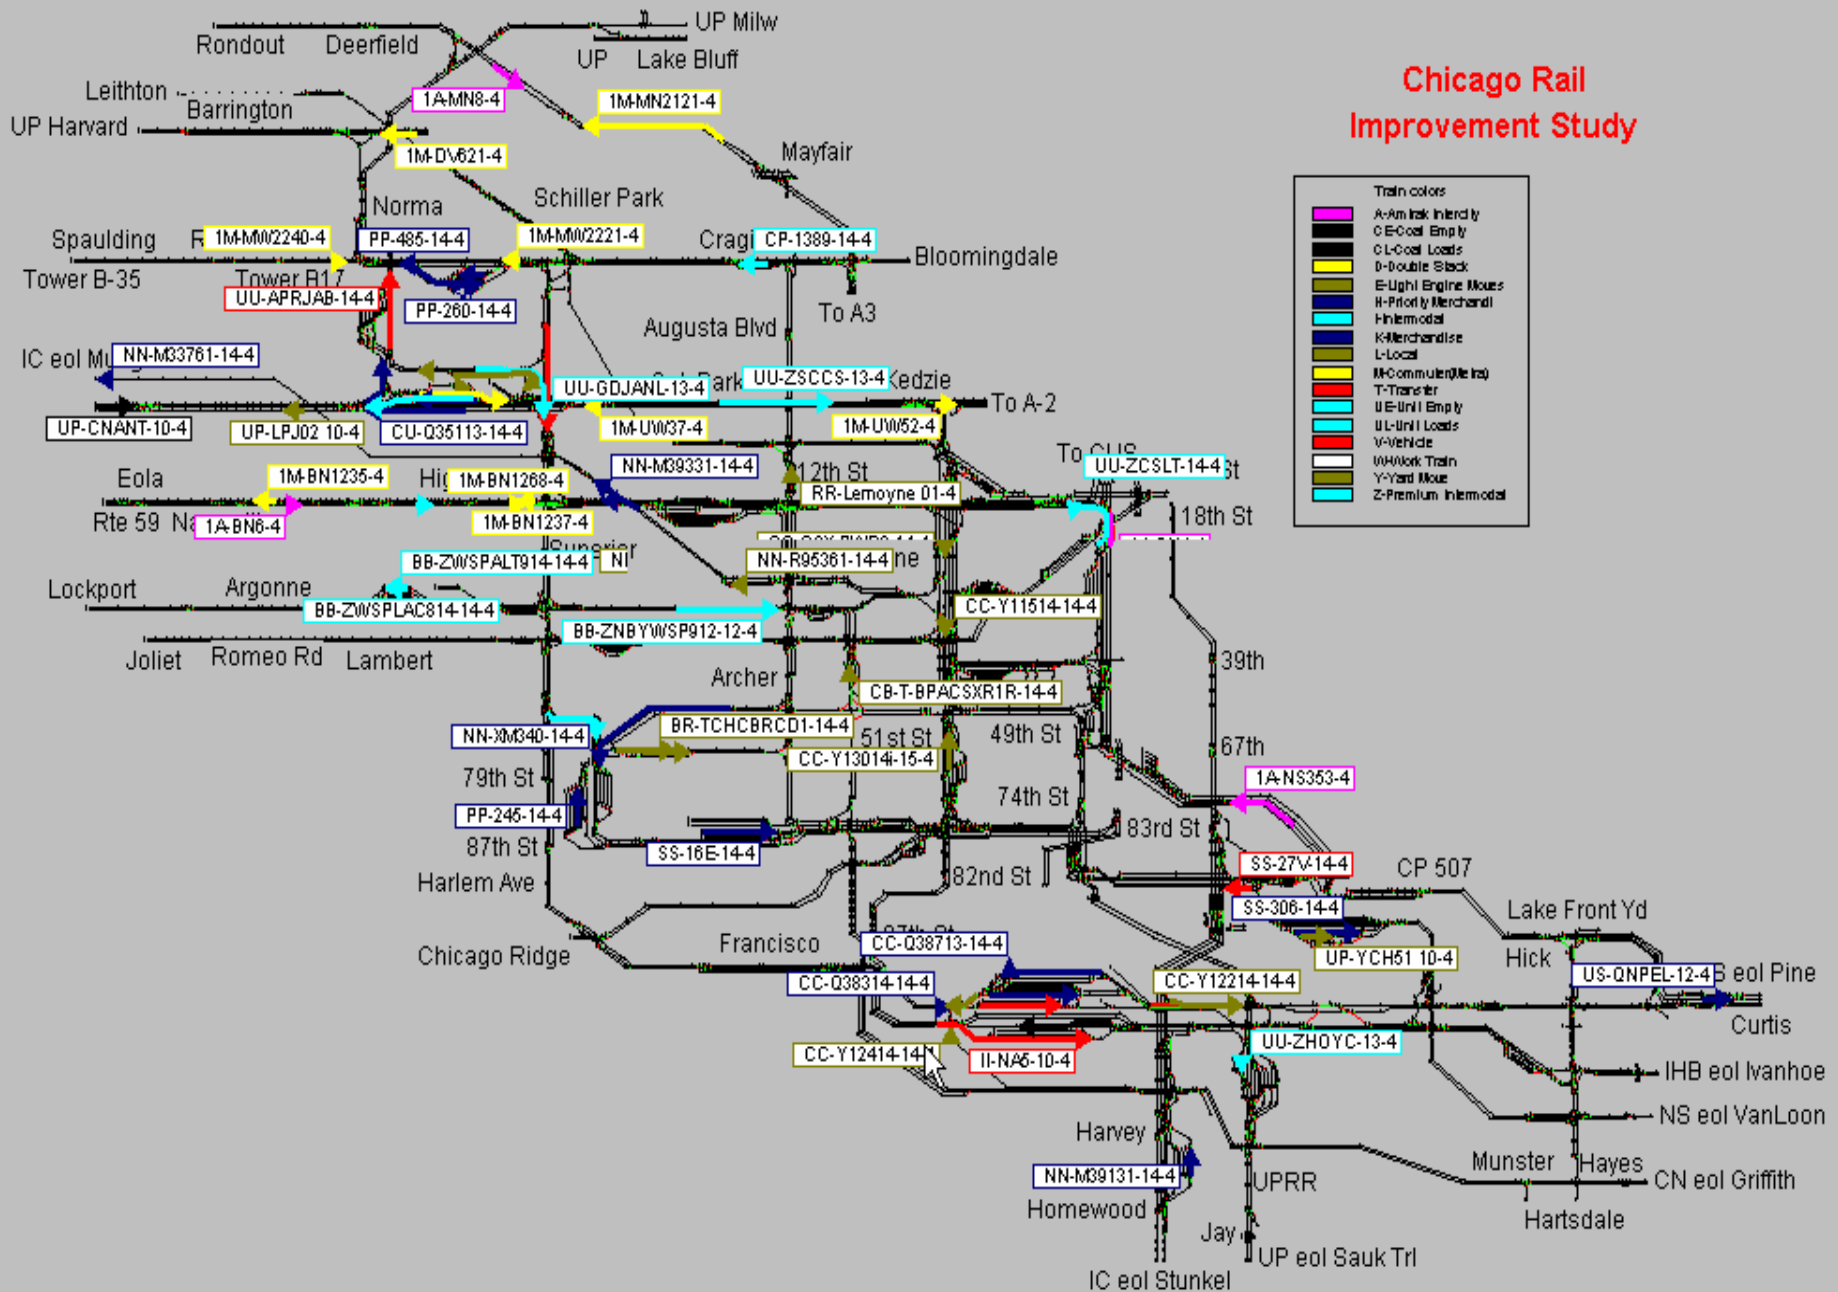 UP Milw
Rondout
Deerfield
UP
Lake Bluff
Chicago Rail
Improvement Study
Leithton
Barrington
1A-MN8-4
1M-MN2121-4
UP Harvard
1M-DV621-4
Mayfair
Train colors
A-Amtrak Intercity
CE-Coal Empty
CL-Coal Loads
D-Double Stack
E-Light Engine Moves
H-Priority Merchandi
I-Intermodal
K-Merchandise
L-Local
M-Commuter(Metra)
T-Transfer
UE-Unit Empty
UL-Unit Loads
V-Vehicle
W-Work Train
Y-Yard Move
Z-Premium Intermodal
Schiller Park
Norma
Spaulding
1M-MW2240-4
PP-485-14-4
1M-MW2221-4
CP-1389-14-4
Bloomingdale
Tower B-35
Tower B17
UU-APRJAB-14-4
PP-260-14-4
To A3
Augusta Blvd
NN-M33761-14-4
UU-GDJANL-13-4
UU-ZSCCS-13-4
Kedzie
To A-2
UP-CNANT-10-4
UP-LPJ02 10-4
CU-Q35113-14-4
1M-UW37-4
1M-UW52-4
Eola
1M-BN1235-4
1M-BN1268-4
NN-M39331-14-4
12th St
UU-ZCSLT-14-4
RR-Lemoyne 01-4
Rte 59
1A-BN6-4
1M-BN1237-4
18th St
BB-ZWSPALT914-14-4
NN-R95361-14-4
Lockport
Argonne
BB-ZWSPLAC814-14-4
CC-Y11514-14-4
BB-ZNBYWSP912-12-4
Joliet
Romeo Rd
Lambert
39th
Archer
CB-T-BPACSXR1R-14-4
NN-XM340-14-4
BR-TCHCBRCD1-14-4
51st St
49th St
67th
CC-Y13014i-15-4
79th St
1A-NS353-4
PP-245-14-4
74th St
83rd St
87th St
SS-16E-14-4
SS-27V-14-4
CP 507
Harlem Ave
82nd St
SS-306-14-4
Lake Front Yd
Chicago Ridge
Francisco
CC-Q38713-14-4
UP-YCH51 10-4
Hick
CC-Q38314-14-4
CC-Y12214-14-4
US-QNPEL-12-4
eol Pine
Curtis
CC-Y12414-14-4
II-NA5-10-4
UU-ZHOYC-13-4
IHB eol Ivanhoe
NS eol VanLoon
Harvey
Munster
Hayes
NN-M39131-14-4
UPRR
CN eol Griffith
Homewood
Hartsdale
Jay
UP eol Sauk Trl
IC eol Stunkel